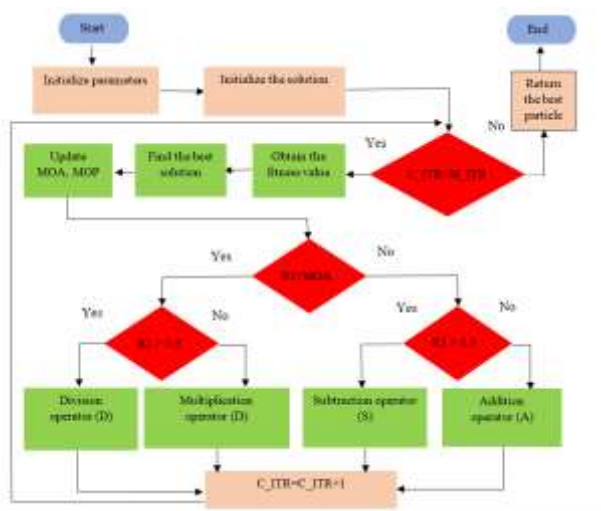 Start
End
Initialize parameters
Initialize the solution
Return
the best
particle
No
Yes
Update
MOA, MOP
Find the best
solution
Obtain the
fitness value
Yes
No
Yes
No
Yes
No
Division
operator (D)
Multiplication
operator (D)
Subtraction operator
(S)
Addition
operator (A)
C_ITR=C_ITR+1